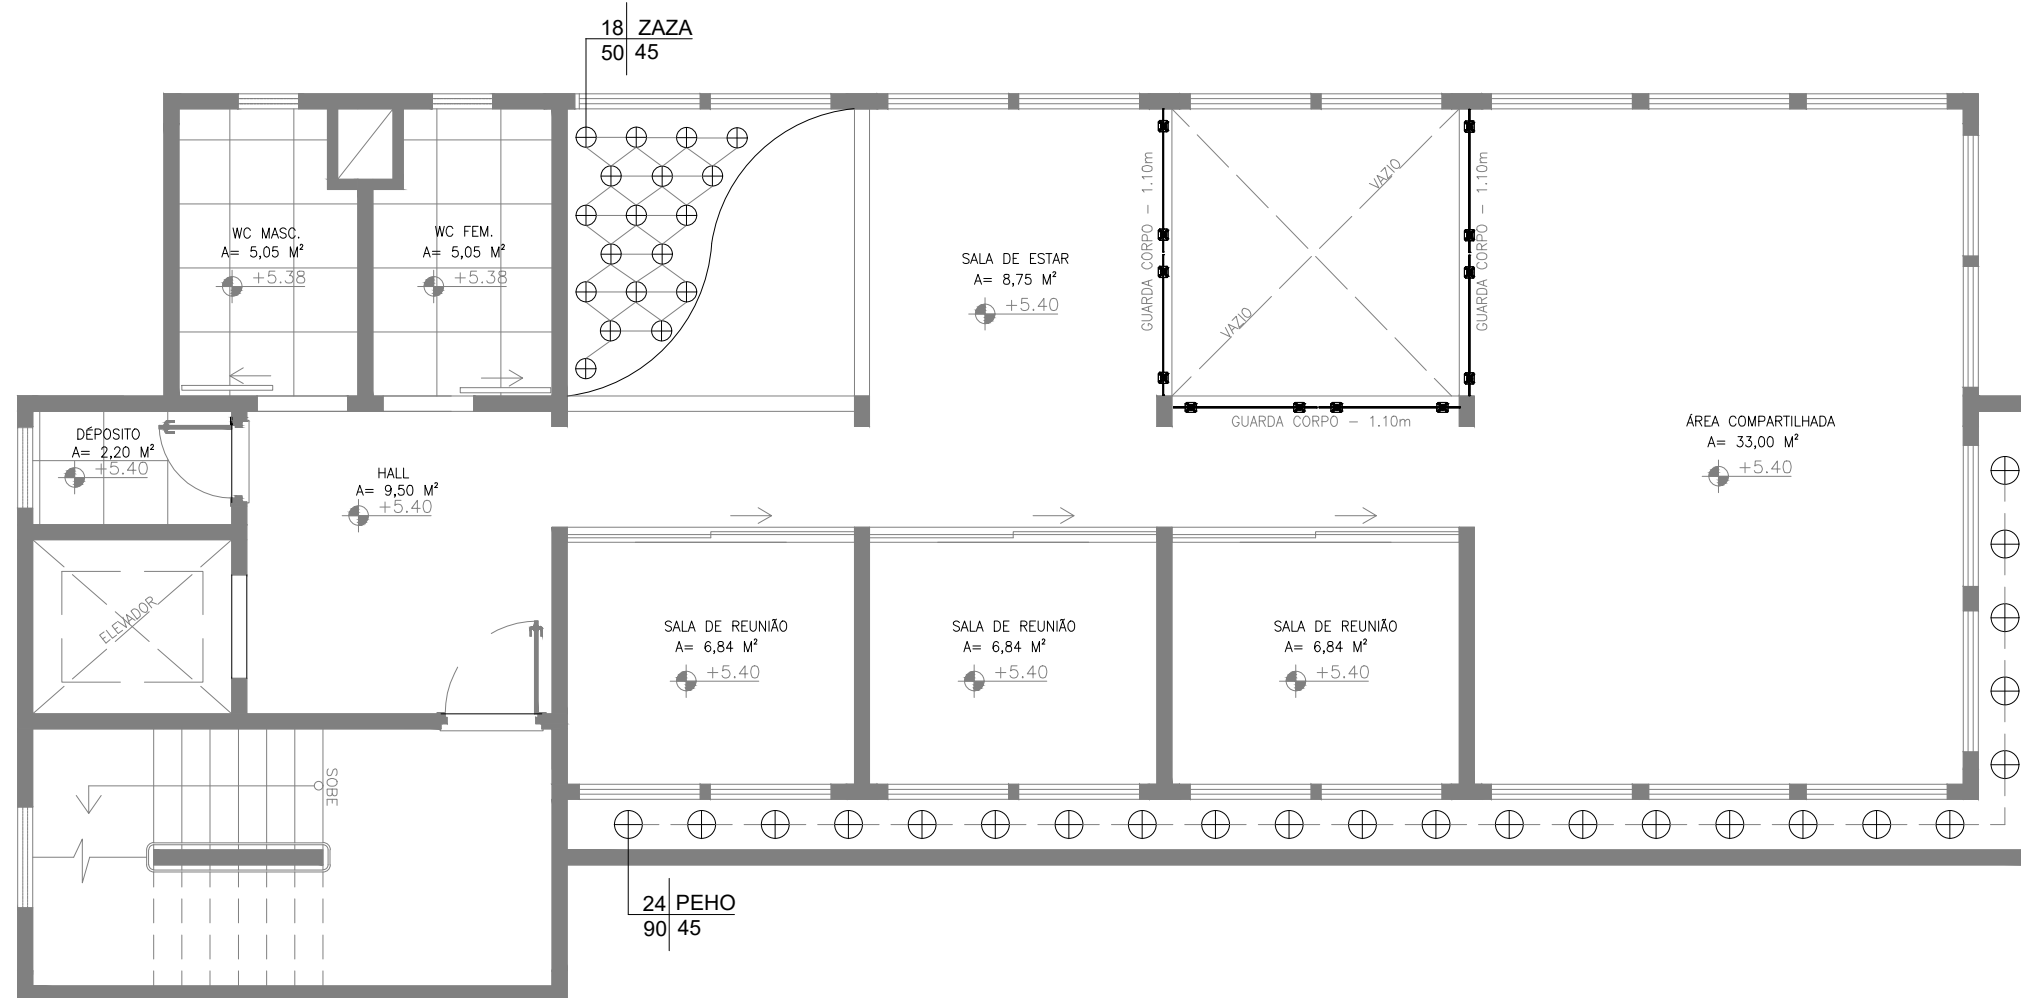 18 ZAZA
50 45
WC MASC.
A= 5,05 M²
+5.38
WC FEM.
A= 5,05 M²
+5.38
SALA DE ESTAR
A= 8,75 M²
+5.40
GUARDA CORPO - 1.10m
VAZIO
VAZIO
GUARDA CORPO - 1.10m
GUARDA CORPO - 1.10m
ÁREA COMPARTILHADA
A= 33,00 M²
+5.40
DÉPOSITO
A= 2,20 M²
+5.40
HALL
A= 9,50 M²
+5.40
ELEVADOR
SALA DE REUNIÃO
A= 6,84 M²
+5.40
SALA DE REUNIÃO
A= 6,84 M²
+5.40
SALA DE REUNIÃO
A= 6,84 M²
+5.40
SOBE
24 PEHO
90 45